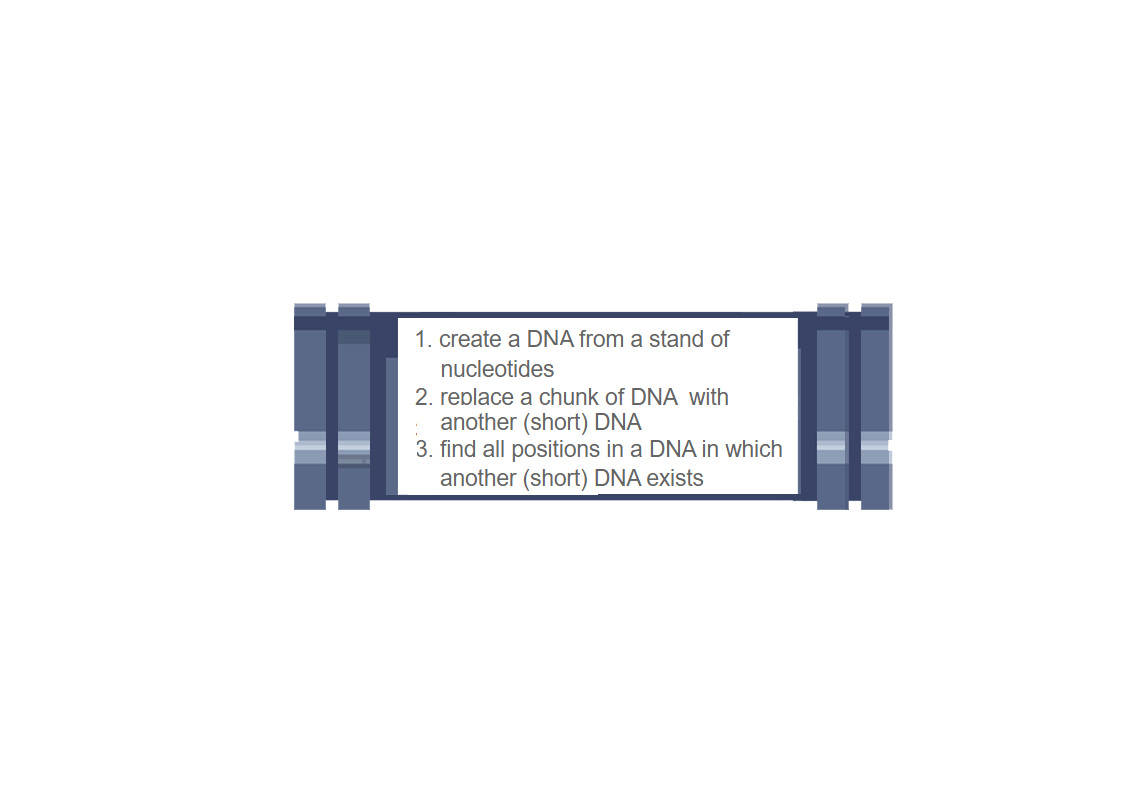 1. create a DNA from a stand of
nucleotides
2. replace a chunk of DNA with
another (short) DNA
3. find all positions in a DNA in which
another (short) DNA exists